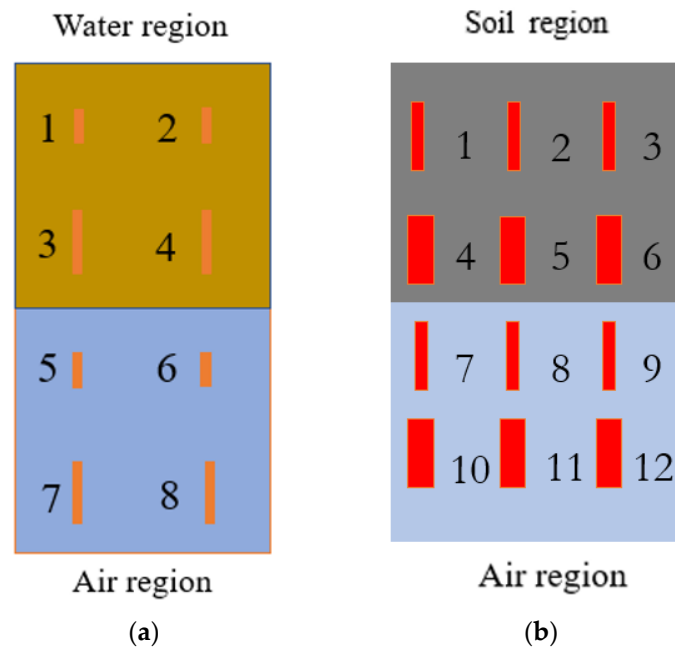 Water region
1 2
3 4
5 6
7 8
Air region
(a)
Soil region
1 2 3
4 5 6
7 8 9
10 11 12
Air region
(b)